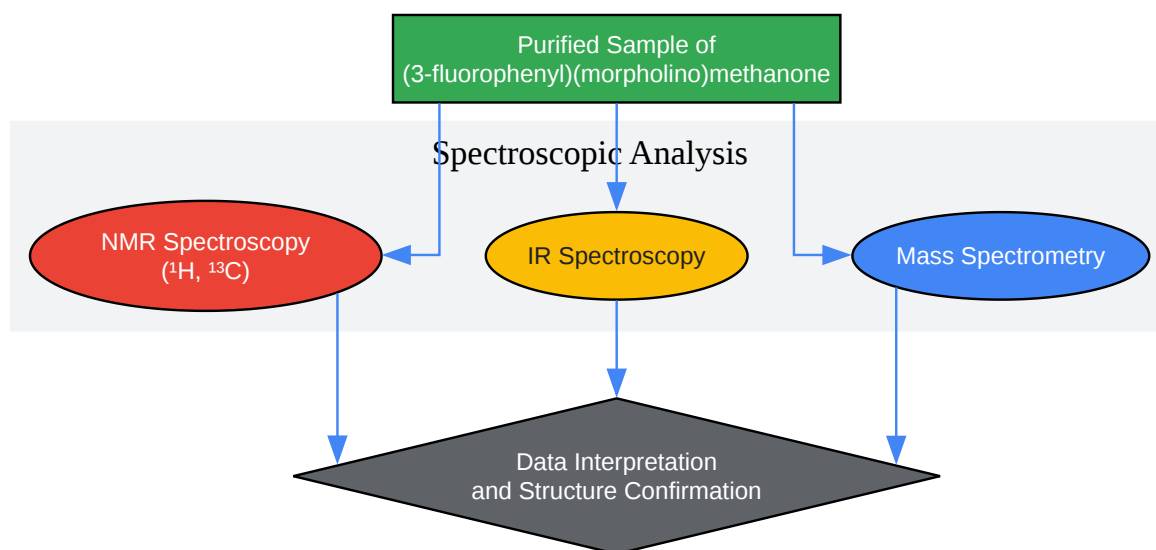 Purified Sample of
(3-fluorophenyl)(morpholino)methanone
Spectroscopic Analysis
NMR Spectroscopy
(¹H, ¹³C)
IR Spectroscopy
Mass Spectrometry
Data Interpretation
and Structure Confirmation